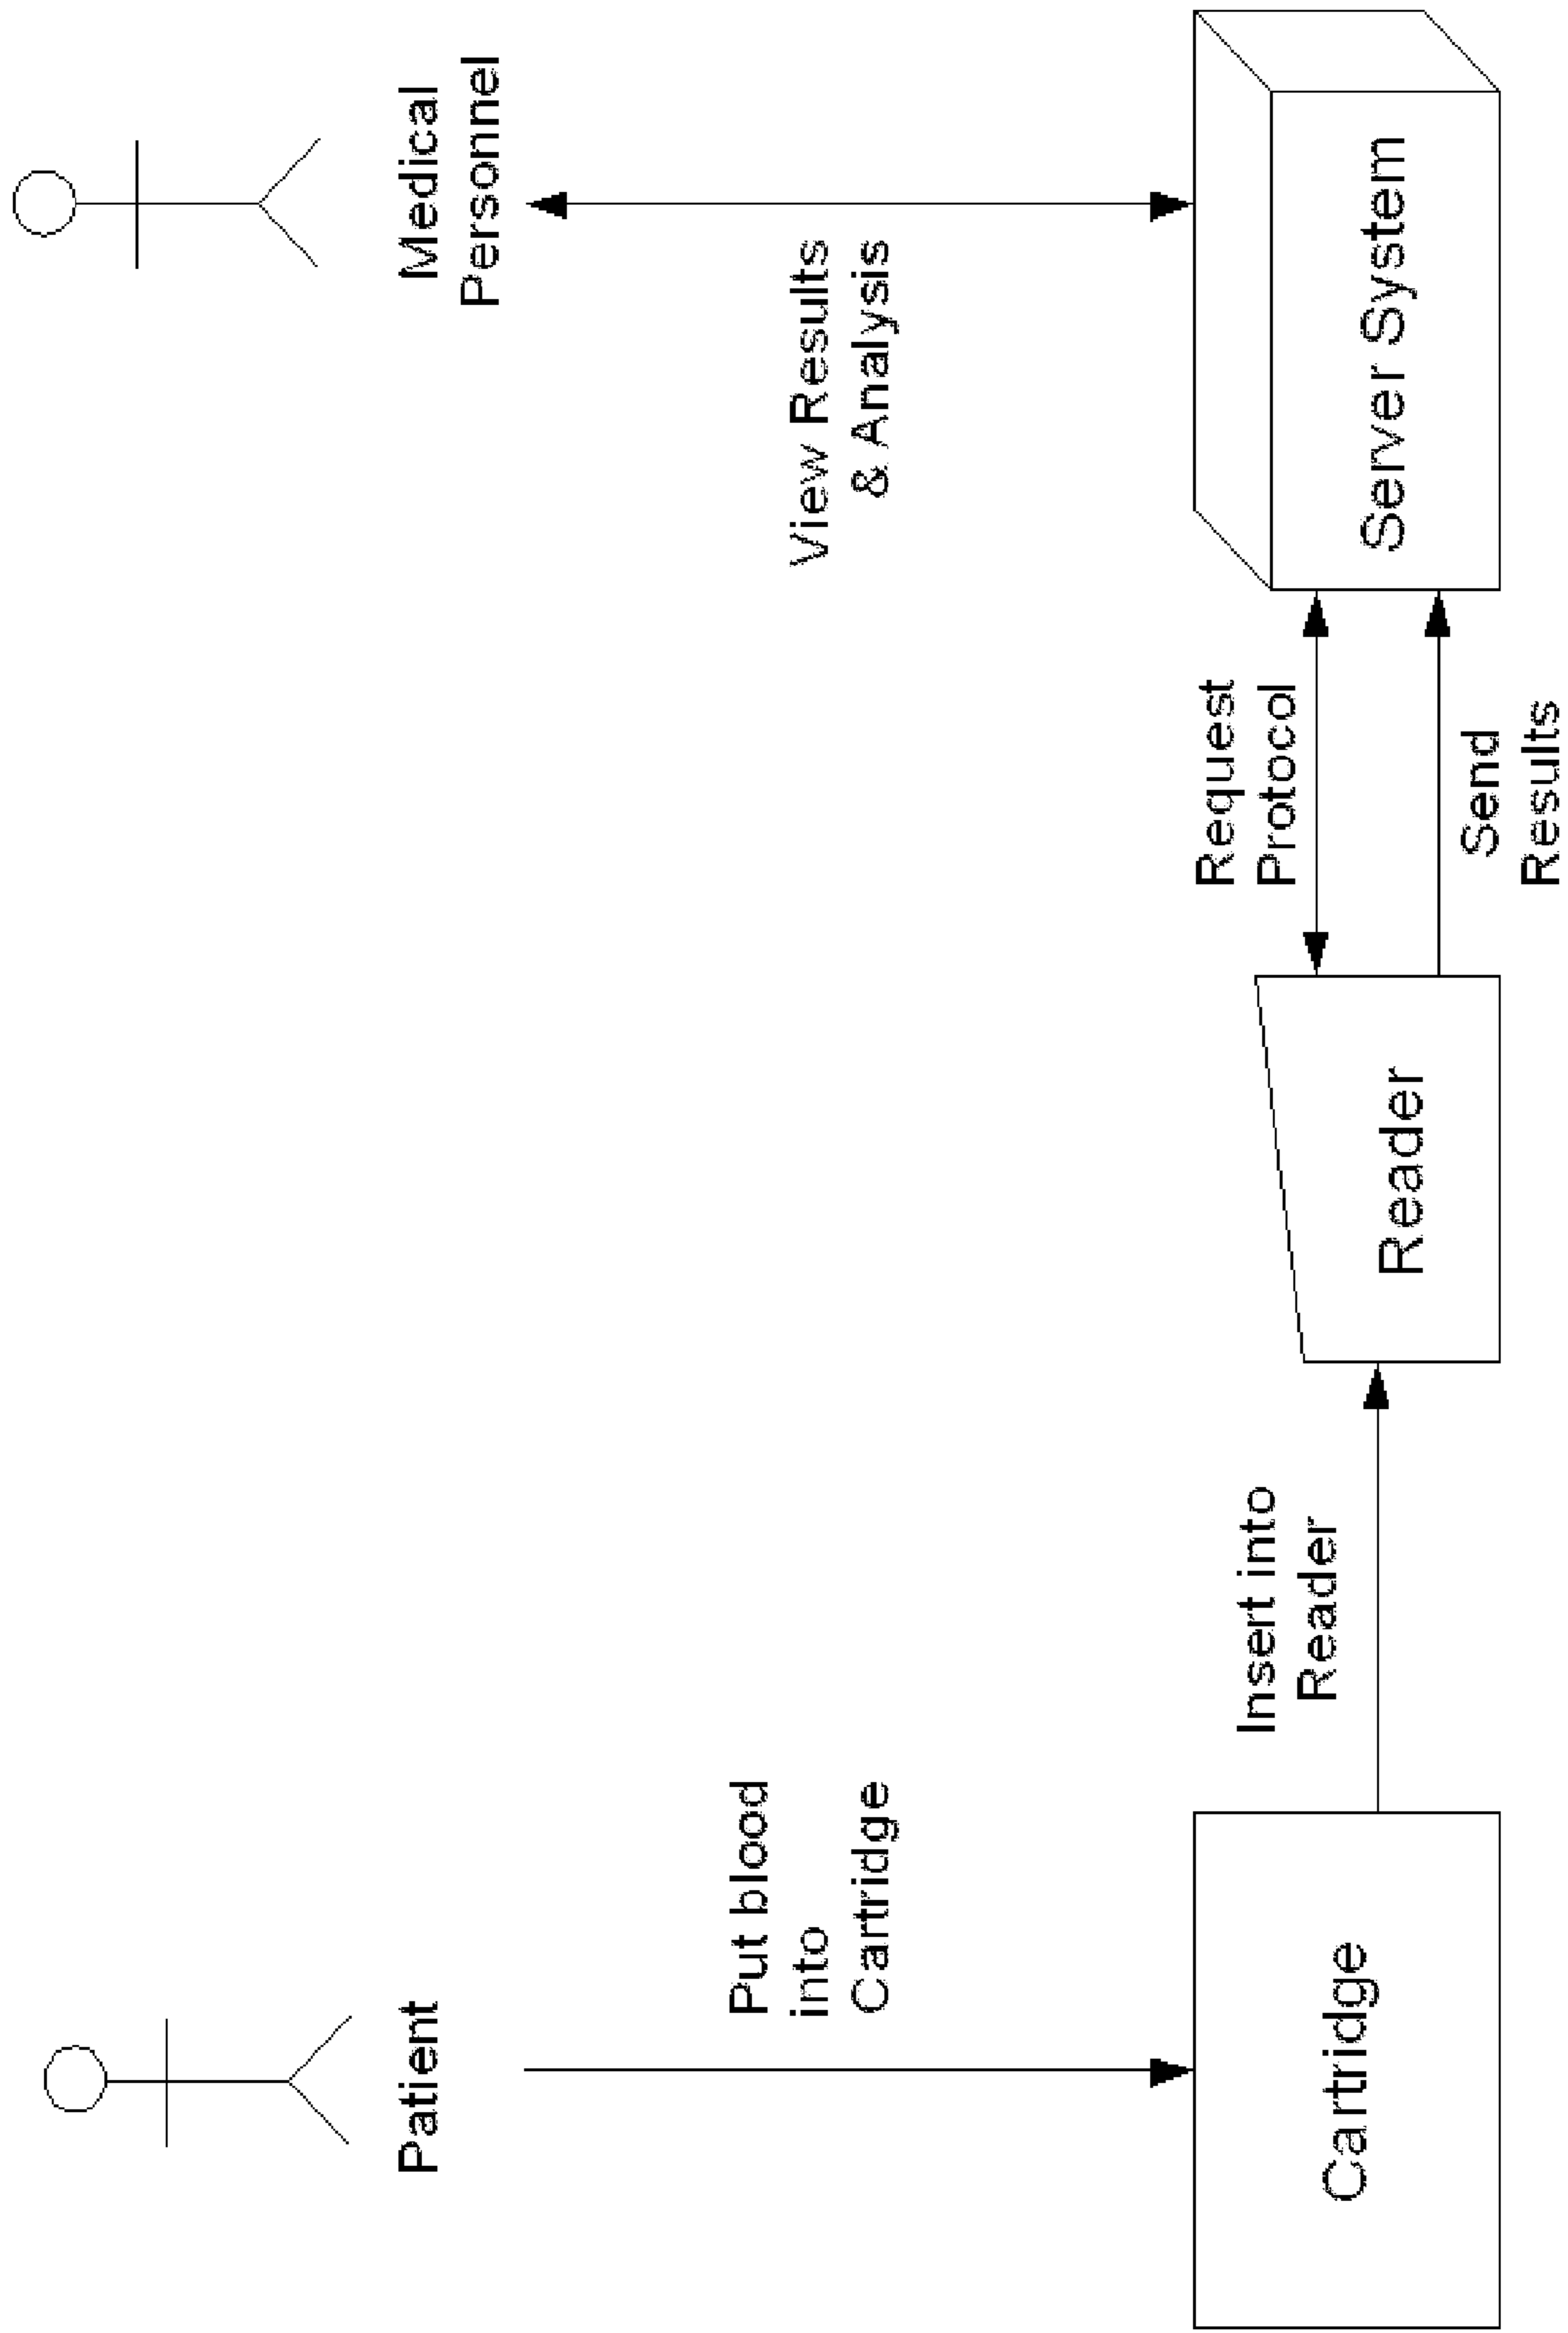 Patient
Medical
Personnel
Put blood
into
Cartridge
View Results
& Analysis
Insert into
Reader
Request
Protocol
Cartridge
Reader
Server System
Send
Results